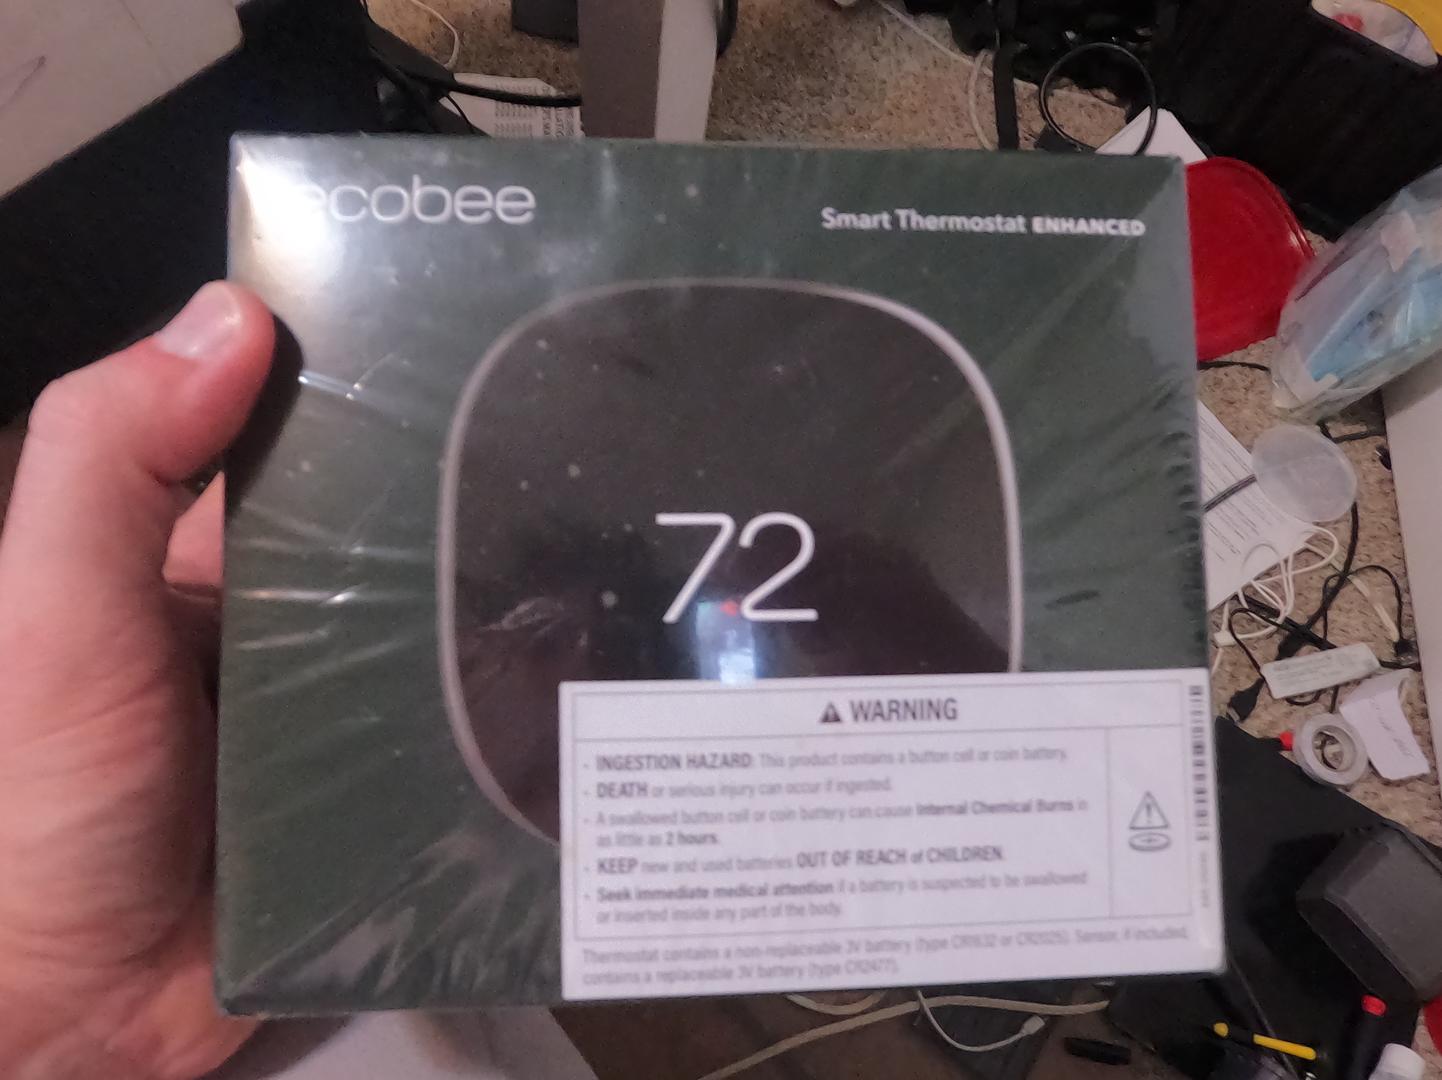 ecobee
Smart Thermostat ENHANCED
72
WARNING
INGESTION HAZARD: This product contains a button cell or coin battery.
DEATH or serious injury can occur if ingested.
A swallowed button cell or coin battery can cause Internal Chemical Burns in
as little as 2 hours.
KEEP new and used batteries OUT OF REACH of CHILDREN.
Seek immediate medical attention if a battery is suspected to be swallowed
or inserted inside any part of the body.
Thermostat contains a non-replaceable 3V battery (type CR1632 or CR2025). Sensor, if included,
contains a replaceable 3V battery (type CR2477).